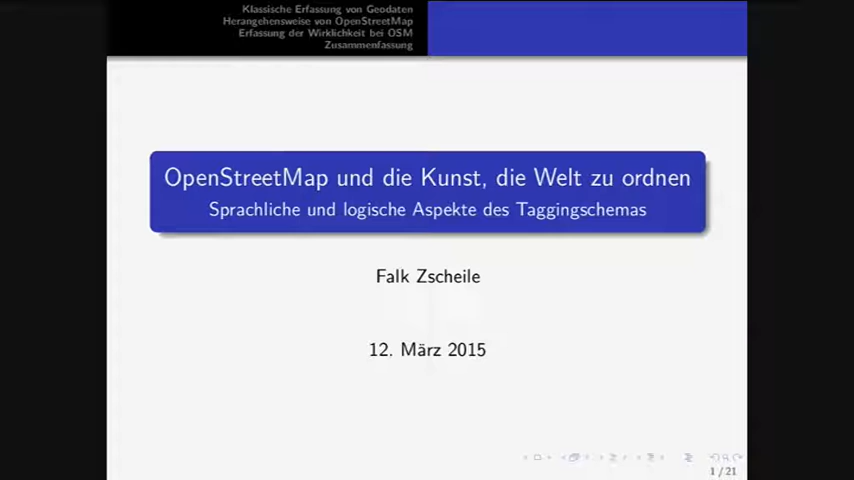 Klassische Erfassung von Geodaten
Herangehensweise von OpenStreetMap
Erfassung der Wirklichkeit bei OSM
Zusammenfassung
OpenStreetMap und die Kunst, die Welt zu ordnen
Sprachliche und logische Aspekte des Taggingschemas
Falk Zscheile
12. März 2015
1 / 21